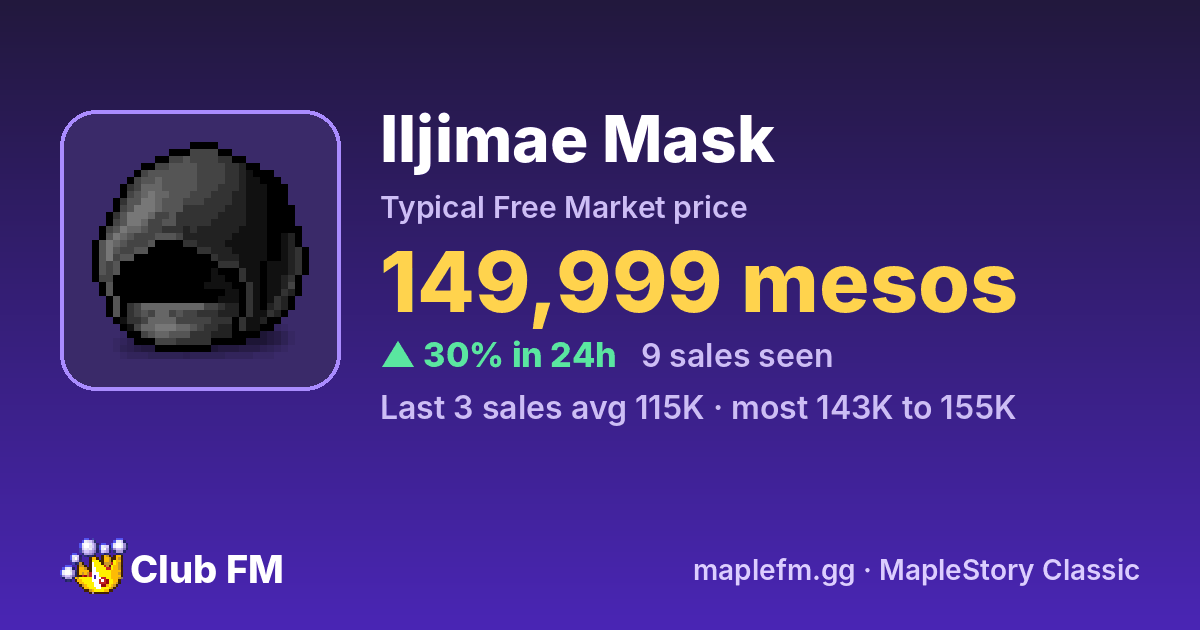 Iljimae Mask
Typical Free Market price
149,999 mesos
▲ 30% in 24h 9 sales seen
Last 3 sales avg 115K · most 143K to 155K
Club FM
maplefm.gg · MapleStory Classic